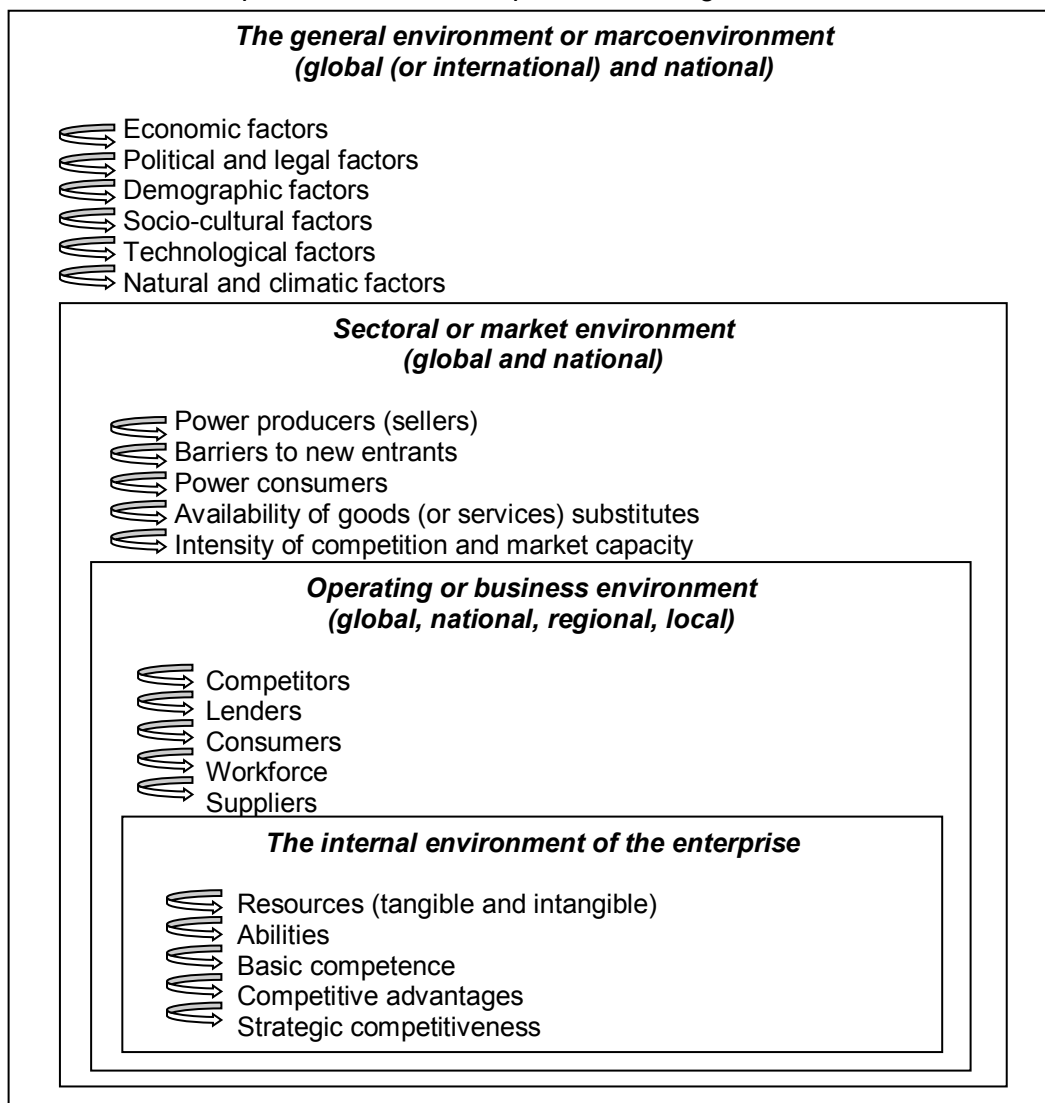 The general environment or marcoenvironment
(global (or international) and national)
Economic factors
Political and legal factors
Demographic factors
Socio-cultural factors
Technological factors
Natural and climatic factors
Sectoral or market environment
(global and national)
Power producers (sellers)
Barriers to new entrants
Power consumers
Availability of goods (or services) substitutes
Intensity of competition and market capacity
Operating or business environment
(global, national, regional, local)
Competitors
Lenders
Consumers
Workforce
Suppliers
The internal environment of the enterprise
Resources (tangible and intangible)
Abilities
Basic competence
Competitive advantages
Strategic competitiveness